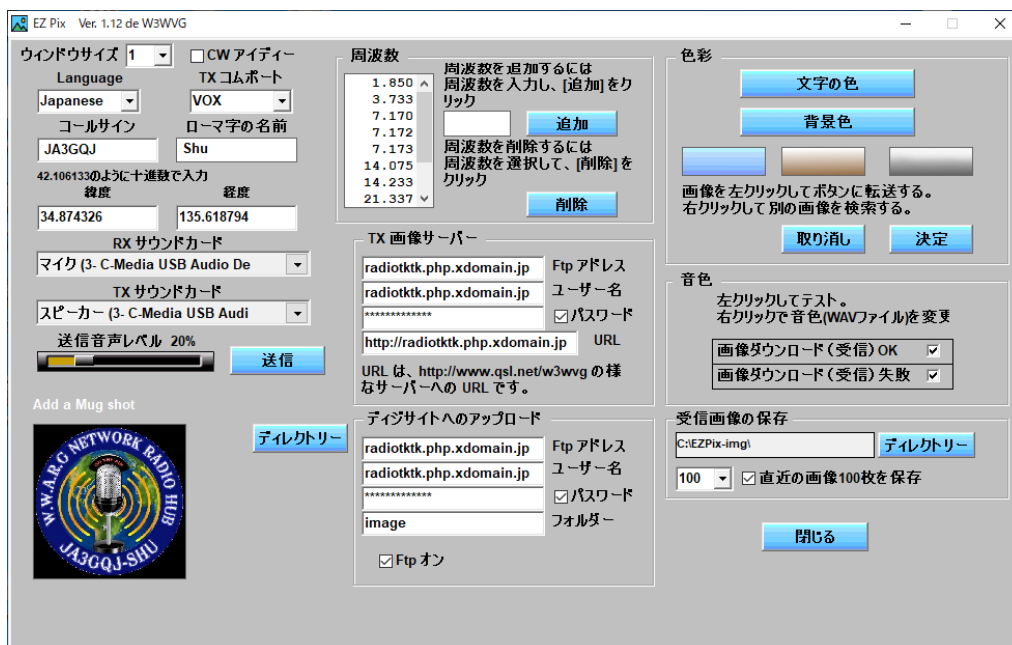 EZ Pix Ver. 1.12 de W3WVG
ウィンドウサイズ 1
CW アイディー
Language
TX コムポート
Japanese
VOX
コールサイン
ローマ字の名前
JA3GQJ
Shu
42.106133のように十進数で入力
緯度
経度
34.874326
135.618794
RX サウンドカード
マイク (3- C-Media USB Audio De
TX サウンドカード
スピーカー (3- C-Media USB Audi
送信音声レベル 20%
送信
Add a Mug shot
ディレクトリー
W.W.A.R.G NETWORK RADIO HUB
JA3GQJ-SHU
周波数
1.850
3.733
7.170
7.172
7.173
14.075
14.233
21.337
周波数を追加するには
周波数を入力し、[追加]をク
リック
追加
周波数を削除するには
周波数を選択して、[削除]を
クリック
削除
TX 画像サーバー
radiotktk.php.xdomain.jp Ftp アドレス
radiotktk.php.xdomain.jp ユーザー名
************* パスワード
http://radiotktk.php.xdomain.jp URL
URL は、http://www.qsl.net/w3wvg の様
なサーバーへの URL です。
ディジサイトへのアップロード
radiotktk.php.xdomain.jp Ftp アドレス
radiotktk.php.xdomain.jp ユーザー名
************* パスワード
image フォルダー
Ftp オン
色彩
文字の色
背景色
画像を左クリックしてボタンに転送する。
右クリックして別の画像を検索する。
取り消し
決定
音色
左クリックしてテスト。
右クリックで音色(WAVファイル)を変更
画像ダウンロード(受信)OK
画像ダウンロード(受信)失敗
受信画像の保存
C:\EZPix-img\
ディレクトリー
100
直近の画像100枚を保存
閉じる